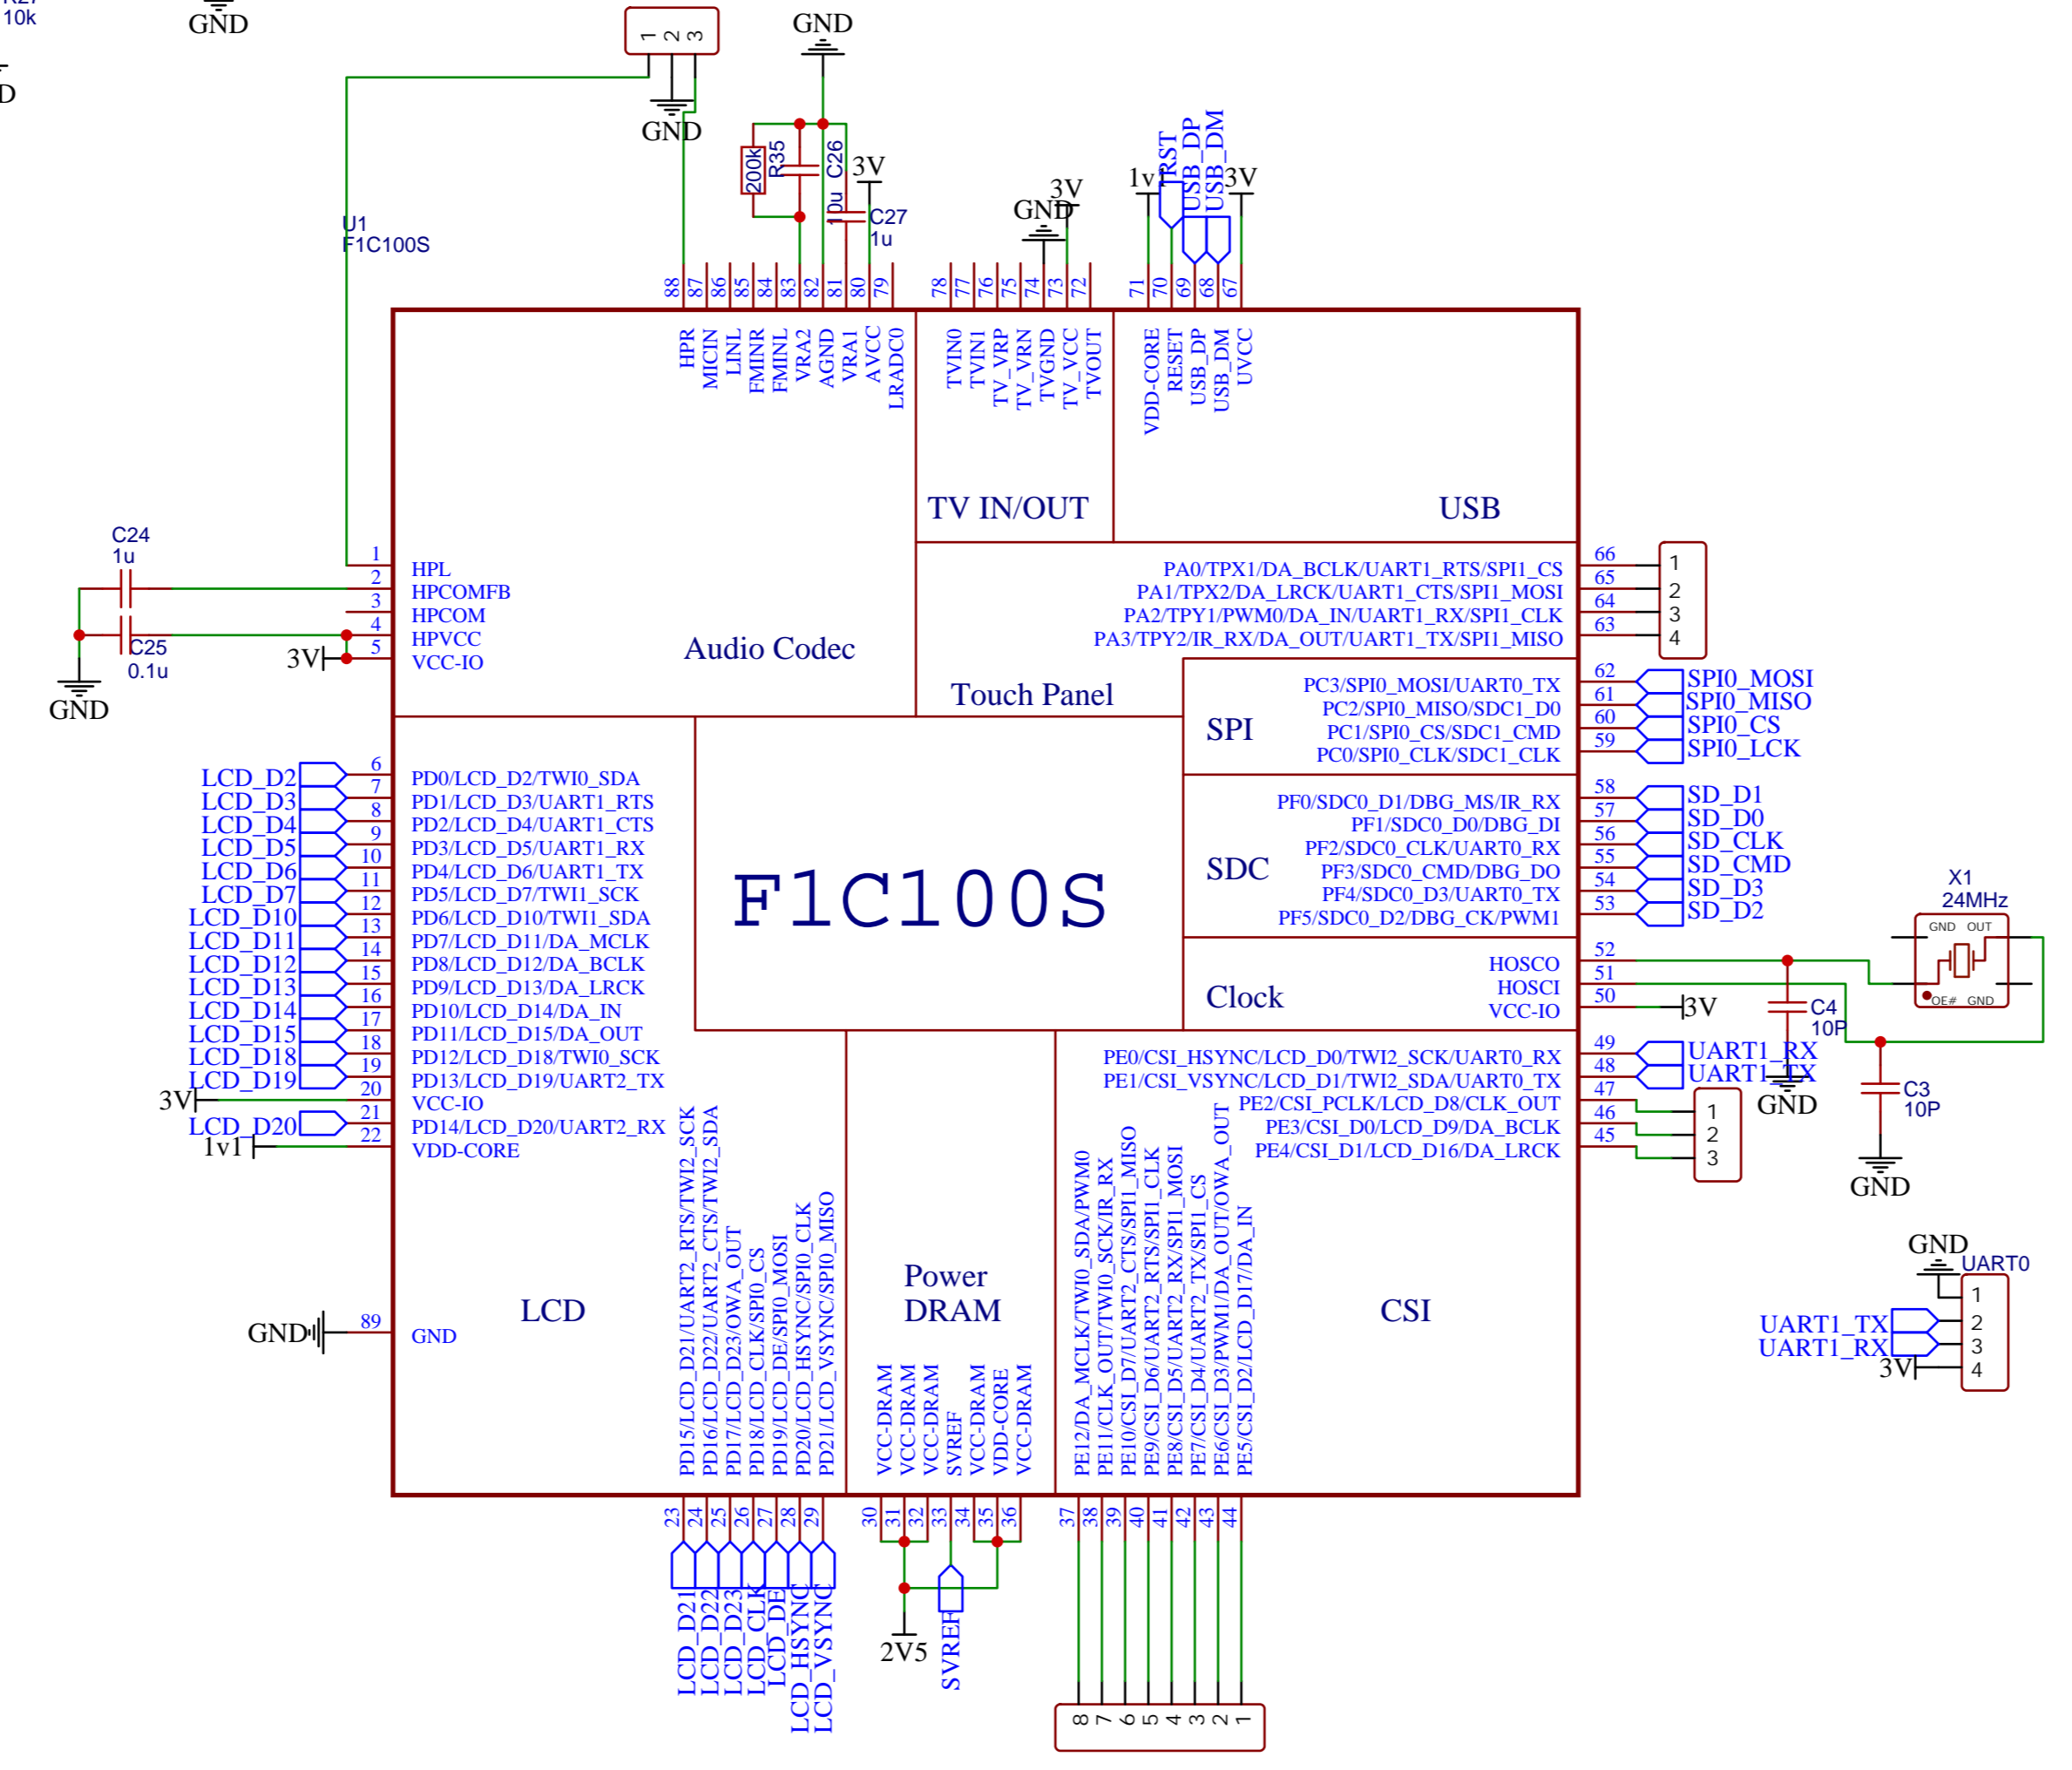 10k
GND
1 2 3
GND
GND
200k
R35
10u
C26
3V
C27
1u
GND
3V
1v1
RST
USB_DP
USB_DM
3V
U1
F1C100S
88 87 86 85 84 83 82 81 80 79
78 77 76 75 74 73 72
71 70 69 68 67
HPR
MICIN
LINL
FMINR
FMINL
VRA2
AGND
VRA1
AVCC
LRADC0
TVIN0
TVIN1
TV_VRP
TV_VRN
TVGND
TV_VCC
TVOUT
VDD-CORE
RESET
USB_DP
USB_DM
UVCC
TV IN/OUT
USB
C24
1u
C25
0.1u
GND
3V
1 HPL
2 HPCOMFB
3 HPCOM
4 HPVCC
5 VCC-IO
Audio Codec
Touch Panel
PA0/TPX1/DA_BCLK/UART1_RTS/SPI1_CS 66 1
PA1/TPX2/DA_LRCK/UART1_CTS/SPI1_MOSI 65 2
PA2/TPY1/PWM0/DA_IN/UART1_RX/SPI1_CLK 64 3
PA3/TPY2/IR_RX/DA_OUT/UART1_TX/SPI1_MISO 63 4
SPI
PC3/SPI0_MOSI/UART0_TX 62 SPI0_MOSI
PC2/SPI0_MISO/SDC1_D0 61 SPI0_MISO
PC1/SPI0_CS/SDC1_CMD 60 SPI0_CS
PC0/SPI0_CLK/SDC1_CLK 59 SPI0_LCK
SDC
PF0/SDC0_D1/DBG_MS/IR_RX 58 SD_D1
PF1/SDC0_D0/DBG_DI 57 SD_D0
PF2/SDC0_CLK/UART0_RX 56 SD_CLK
PF3/SDC0_CMD/DBG_DO 55 SD_CMD
PF4/SDC0_D3/UART0_TX 54 SD_D3
PF5/SDC0_D2/DBG_CK/PWM1 53 SD_D2
F1C100S
LCD_D2 6 PD0/LCD_D2/TWI0_SDA
LCD_D3 7 PD1/LCD_D3/UART1_RTS
LCD_D4 8 PD2/LCD_D4/UART1_CTS
LCD_D5 9 PD3/LCD_D5/UART1_RX
LCD_D6 10 PD4/LCD_D6/UART1_TX
LCD_D7 11 PD5/LCD_D7/TWI1_SCK
LCD_D10 12 PD6/LCD_D10/TWI1_SDA
LCD_D11 13 PD7/LCD_D11/DA_MCLK
LCD_D12 14 PD8/LCD_D12/DA_BCLK
LCD_D13 15 PD9/LCD_D13/DA_LRCK
LCD_D14 16 PD10/LCD_D14/DA_IN
LCD_D15 17 PD11/LCD_D15/DA_OUT
LCD_D18 18 PD12/LCD_D18/TWI0_SCK
LCD_D19 19 PD13/LCD_D19/UART2_TX
3V 20 VCC-IO
LCD_D20 21 PD14/LCD_D20/UART2_RX
1v1 22 VDD-CORE
GND 89 GND
Clock
HOSCO 52
HOSCI 51
VCC-IO 50 3V
X1
24MHz
GND OUT
OE# GND
C4
10P
GND
C3
10P
GND
PE0/CSI_HSYNC/LCD_D0/TWI2_SCK/UART0_RX 49 UART1_RX
PE1/CSI_VSYNC/LCD_D1/TWI2_SDA/UART0_TX 48 UART1_TX
PE2/CSI_PCLK/LCD_D8/CLK_OUT 47 1
PE3/CSI_D0/LCD_D9/DA_BCLK 46 2
PE4/CSI_D1/LCD_D16/DA_LRCK 45 3
GND
UART0
1
UART1_TX 2
UART1_RX 3
3V 4
LCD
Power
DRAM
CSI
PD15/LCD_D21/UART2_RTS/TWI2_SCK
PD16/LCD_D22/UART2_CTS/TWI2_SDA
PD17/LCD_D23/OWA_OUT
PD18/LCD_CLK/SPI0_CS
PD19/LCD_DE/SPI0_MOSI
PD20/LCD_HSYNC/SPI0_CLK
PD21/LCD_VSYNC/SPI0_MISO
VCC-DRAM
VCC-DRAM
VCC-DRAM
SVREF
VCC-DRAM
VDD-CORE
VCC-DRAM
PE12/DA_MCLK/TWI0_SDA/PWM0
PE11/CLK_OUT/TWI0_SCK/IR_RX
PE10/CSI_D7/UART2_CTS/SPI1_MISO
PE9/CSI_D6/UART2_RTS/SPI1_CLK
PE8/CSI_D5/UART2_RX/SPI1_MOSI
PE7/CSI_D4/UART2_TX/SPI1_CS
PE6/CSI_D3/PWM1/DA_OUT/OWA_OUT
PE5/CSI_D2/LCD_D17/DA_IN
23 24 25 26 27 28 29
30 31 32 33 34 35 36
37 38 39 40 41 42 43 44
LCD_D21
LCD_D22
LCD_D23
LCD_CLK
LCD_DE
LCD_HSYNC
LCD_VSYNC
2V5
SVREF
8 7 6 5 4 3 2 1